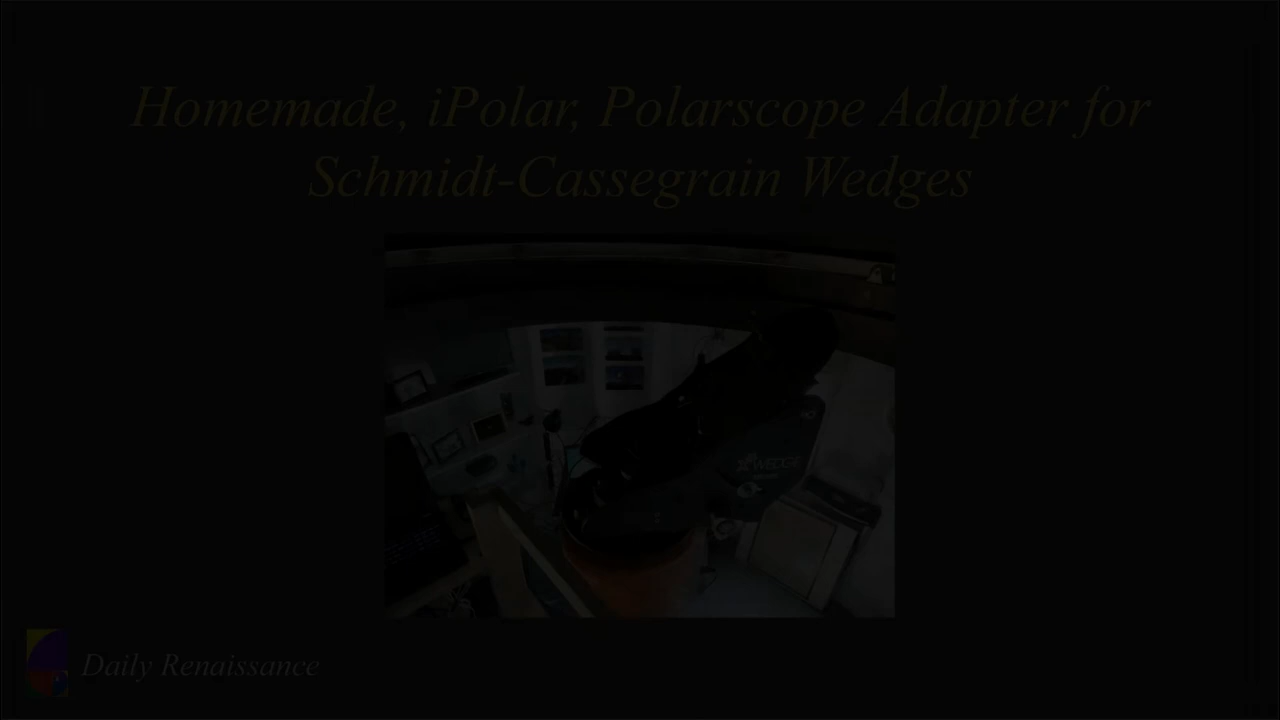 Homemade, iPolar, Polarscope Adapter for
Schmidt-Cassegrain Wedges
Daily Renaissance